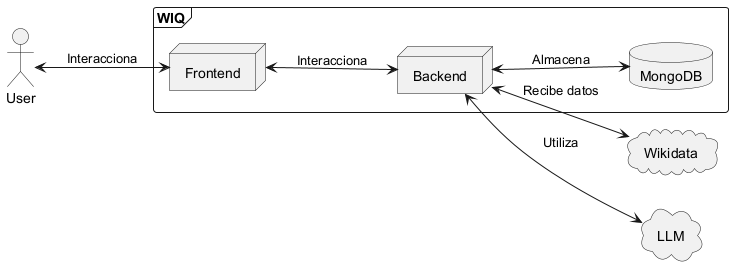 WIQ
User
Interacciona
Frontend
Interacciona
Backend
Almacena
MongoDB
Recibe datos
Wikidata
Utiliza
LLM